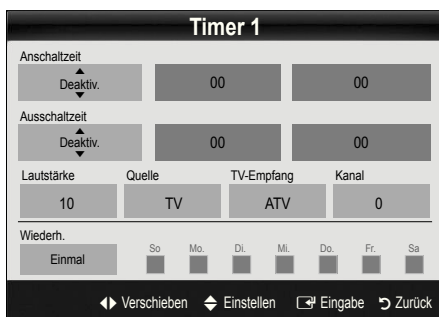 Timer 1
Anschaltzeit
Deaktiv. 00 00
Ausschaltzeit
Deaktiv. 00 00
Lautstärke Quelle TV-Empfang Kanal
10 TV ATV 0
Wiederh.
So Mo. Di. Mi. Do. Fr. Sa
Einmal
Verschieben Einstellen Eingabe Zurück